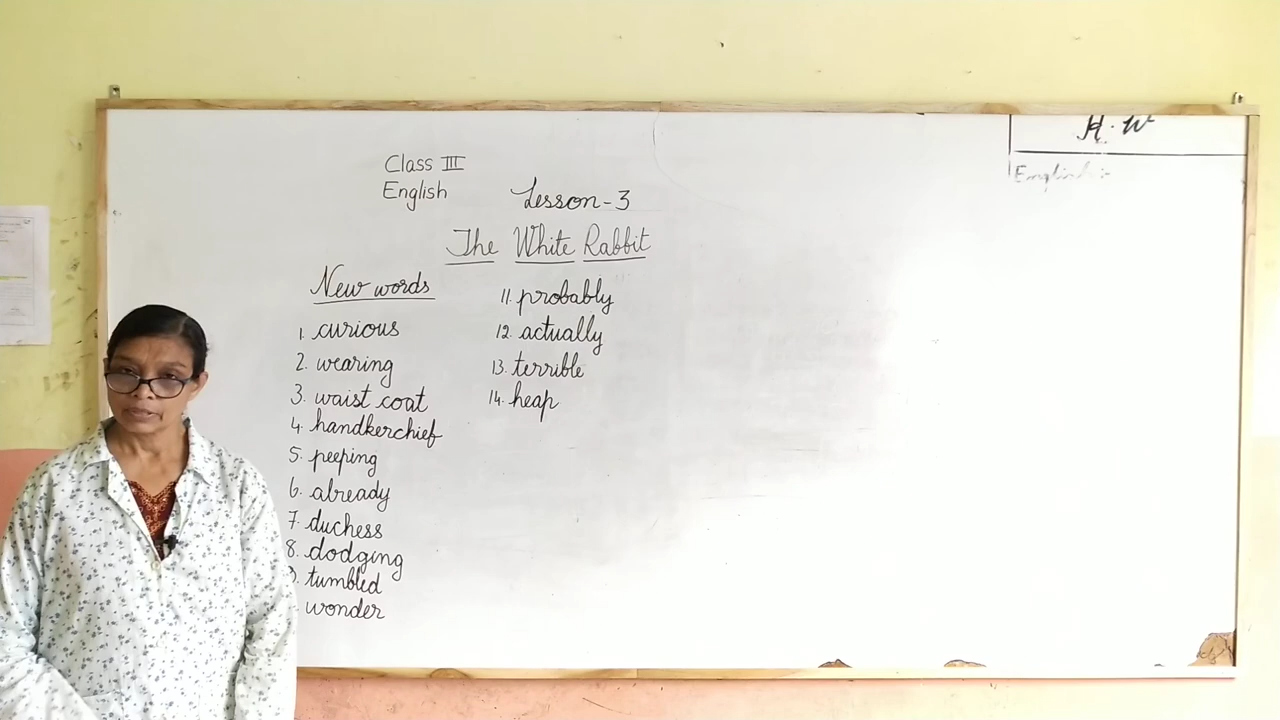 Class III
English
Lesson-3
The White Rabbit
New words
1. curious
2. wearing
3. waist coat
4. handkerchief
5. peeping
6. already
7. duchess
8. dodging
9. tumbled
wonder
11. probably
12. actually
13. terrible
14. heap
H.W
English